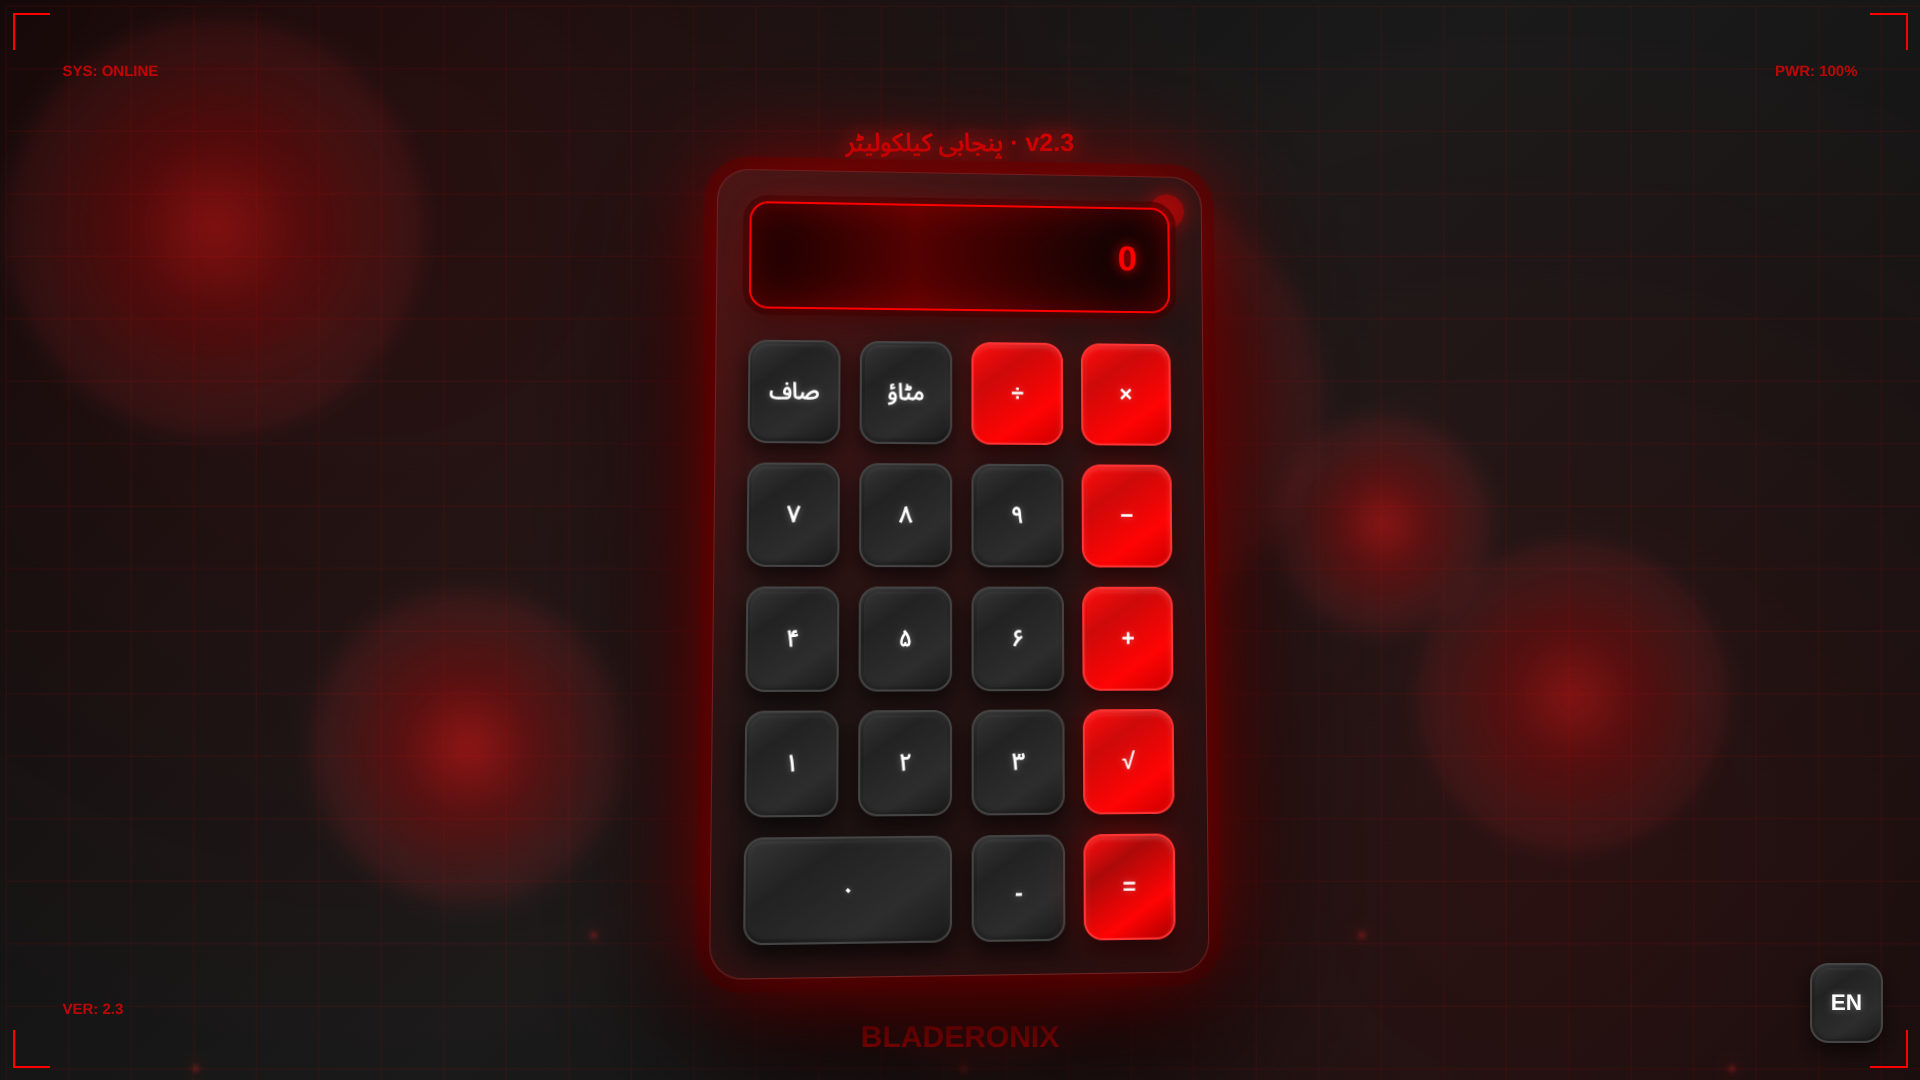 SYS: ONLINE
PWR: 100%
پنجابی کیلکولیٹر · v2.3
0
صاف
مٹاؤ
÷
×
۷
۸
۹
−
۴
۵
۶
+
۱
۲
۳
√
۰
-
=
VER: 2.3
EN
BLADERONIX